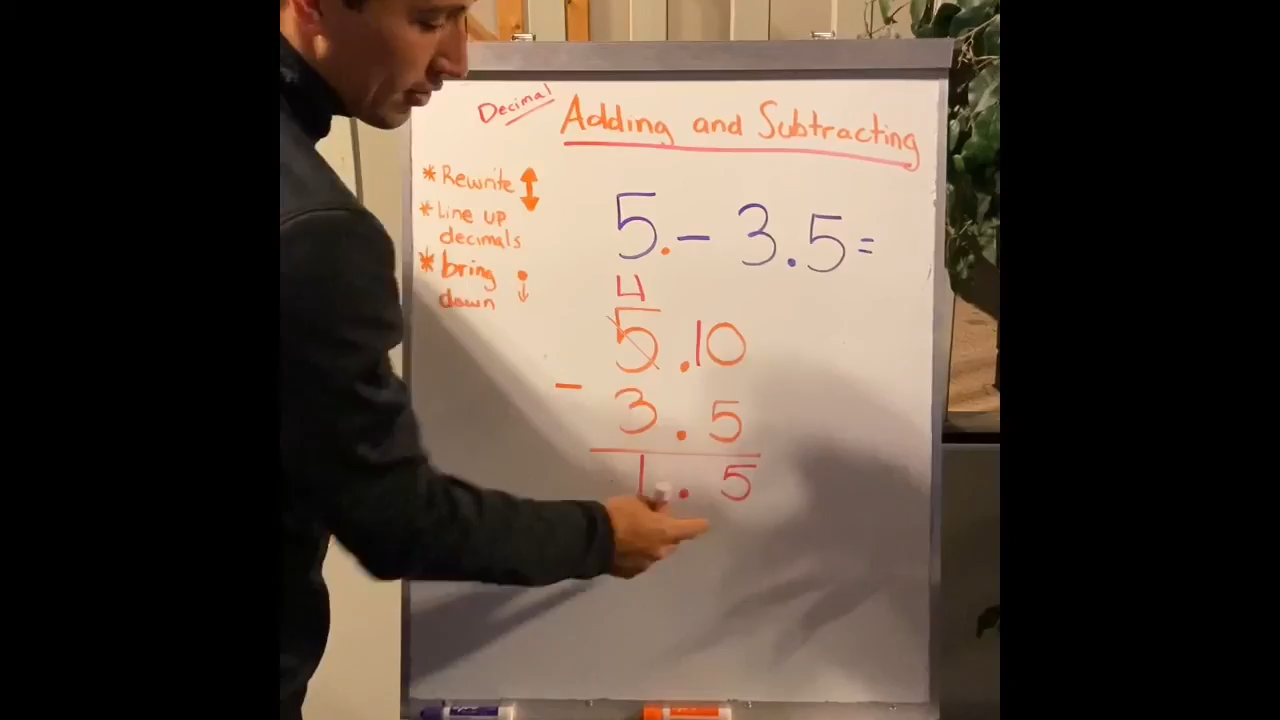 Decimal
Adding and Subtracting
* Rewrite
* Line up
decimals
* bring
down
5. - 3.5 =
4
5.10
- 3.5
1.5